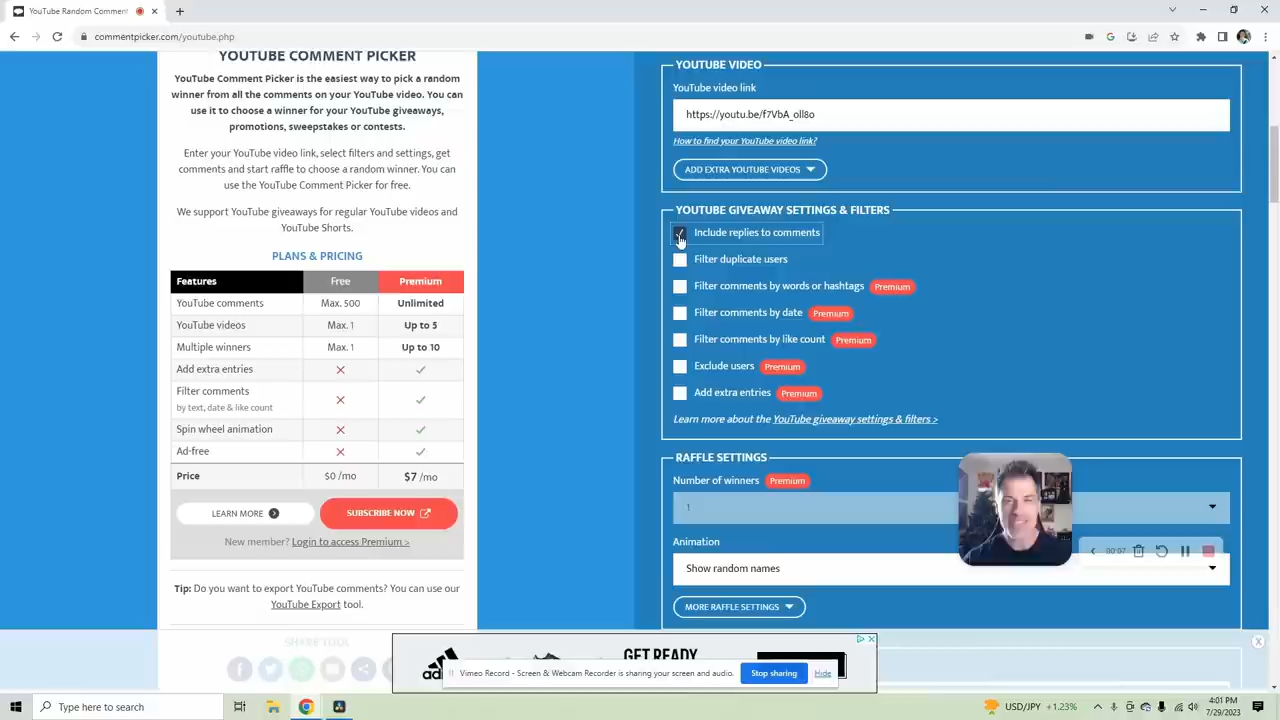 YouTube Random Comment
commentpicker.com/youtube.php
YOUTUBE COMMENT PICKER
YouTube Comment Picker is the easiest way to pick a random
winner from all the comments on your YouTube video. You can
use it to choose a winner for your YouTube giveaways,
promotions, sweepstakes or contests.
Enter your YouTube video link, select filters and settings, get
comments and start raffle to choose a random winner. You can
use the YouTube Comment Picker for free.
We support YouTube giveaways for regular YouTube videos and
YouTube Shorts.
PLANS & PRICING
Features Free Premium
YouTube comments Max. 500 Unlimited
YouTube videos Max. 1 Up to 5
Multiple winners Max. 1 Up to 10
Add extra entries
Filter comments
by text, date & like count
Spin wheel animation
Ad-free
Price $0 /mo $7 /mo
LEARN MORE SUBSCRIBE NOW
New member? Login to access Premium >
Tip: Do you want to export YouTube comments? You can use our
YouTube Export tool.
SHARE TOOL
YOUTUBE VIDEO
YouTube video link
https://youtu.be/f7VbA_oll8o
How to find your YouTube video link?
ADD EXTRA YOUTUBE VIDEOS
YOUTUBE GIVEAWAY SETTINGS & FILTERS
Include replies to comments
Filter duplicate users
Filter comments by words or hashtags Premium
Filter comments by date Premium
Filter comments by like count Premium
Exclude users Premium
Add extra entries Premium
Learn more about the YouTube giveaway settings & filters >
RAFFLE SETTINGS
Number of winners Premium
1
Animation
Show random names
MORE RAFFLE SETTINGS
00:07
GET READY
Vimeo Record - Screen & Webcam Recorder is sharing your screen and audio. Stop sharing Hide
Type here to search
USD/JPY +1.23%
4:01 PM
7/29/2023